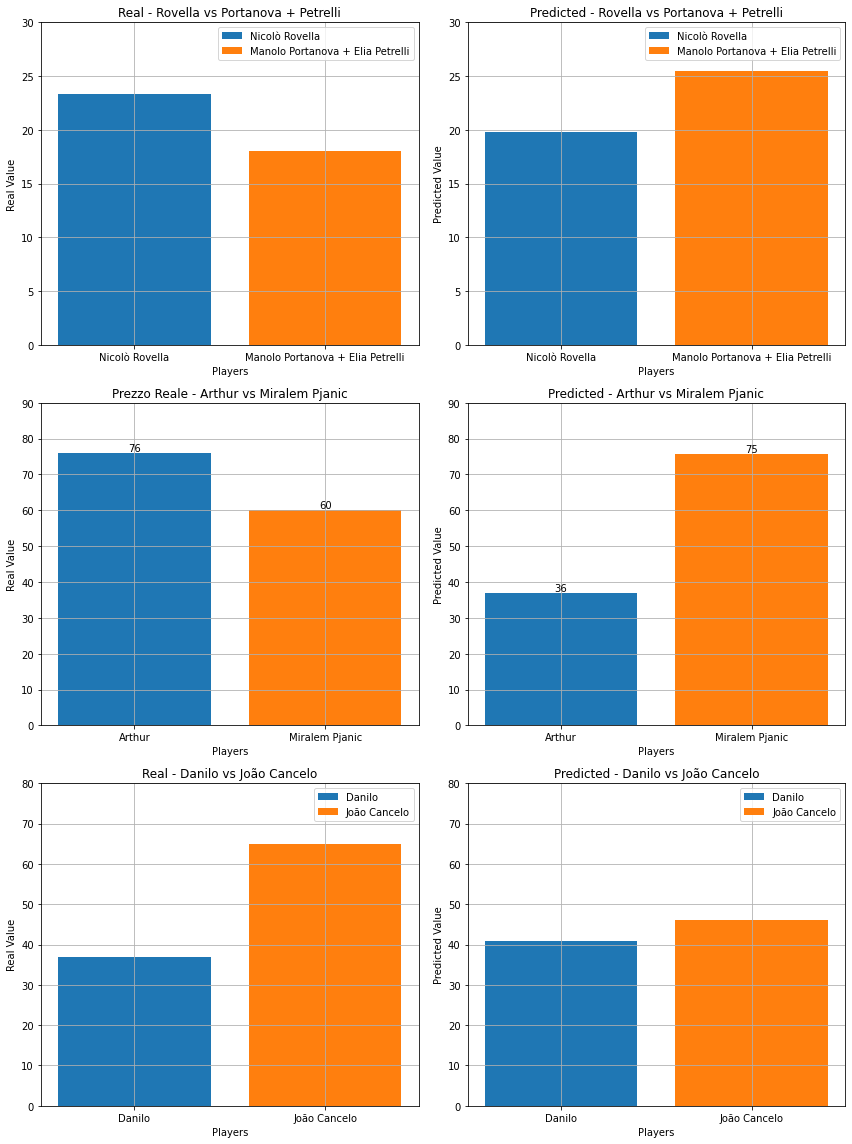 Real - Rovella vs Portanova + Petrelli
30
25
20
15
10
5
0
Real Value
Nicolò Rovella
Manolo Portanova + Elia Petrelli
Nicolò Rovella
Manolo Portanova + Elia Petrelli
Players
Predicted - Rovella vs Portanova + Petrelli
30
25
20
15
10
5
0
Predicted Value
Nicolò Rovella
Manolo Portanova + Elia Petrelli
Nicolò Rovella
Manolo Portanova + Elia Petrelli
Players
Prezzo Reale - Arthur vs Miralem Pjanic
90
80
70
60
50
40
30
20
10
0
Real Value
76
60
Arthur
Miralem Pjanic
Players
Predicted - Arthur vs Miralem Pjanic
90
80
70
60
50
40
30
20
10
0
Predicted Value
36
75
Arthur
Miralem Pjanic
Players
Real - Danilo vs João Cancelo
80
70
60
50
40
30
20
10
0
Real Value
Danilo
João Cancelo
Danilo
João Cancelo
Players
Predicted - Danilo vs João Cancelo
80
70
60
50
40
30
20
10
0
Predicted Value
Danilo
João Cancelo
Danilo
João Cancelo
Players